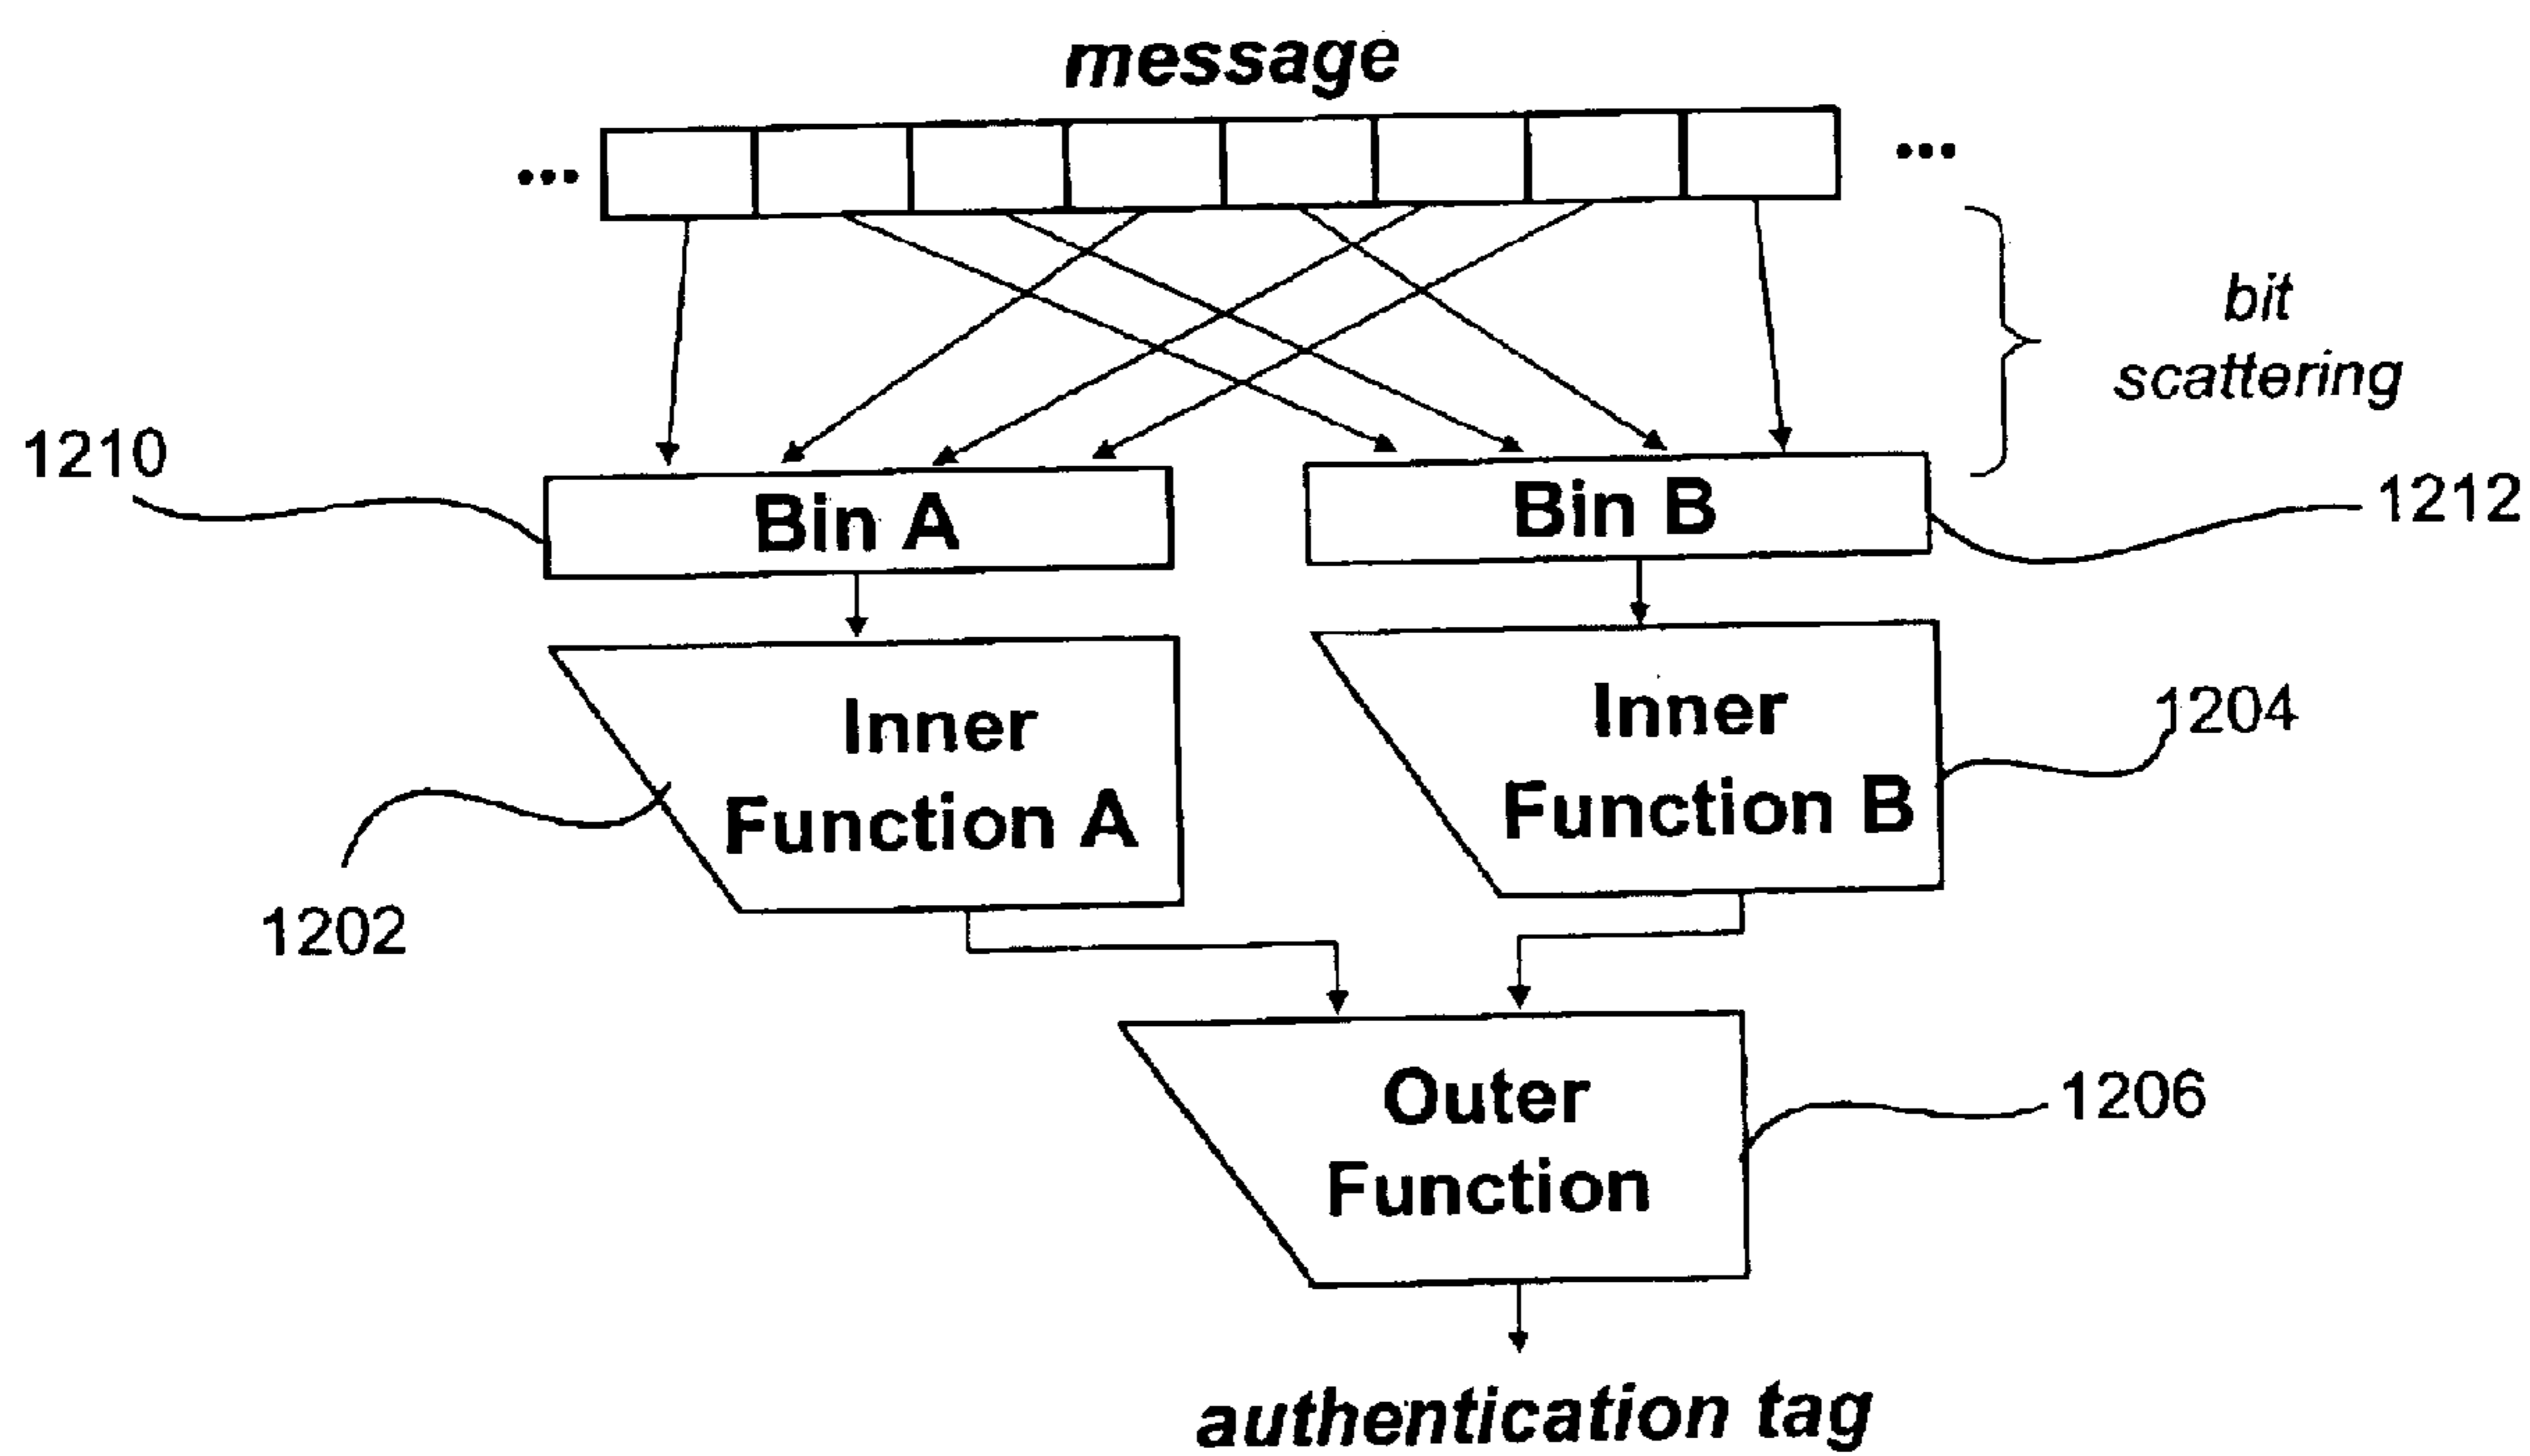 message
...
...
bit
scattering
1210
Bin A
Bin B
1212
Inner
Function A
Inner
Function B
1204
1202
Outer
Function
1206
authentication tag